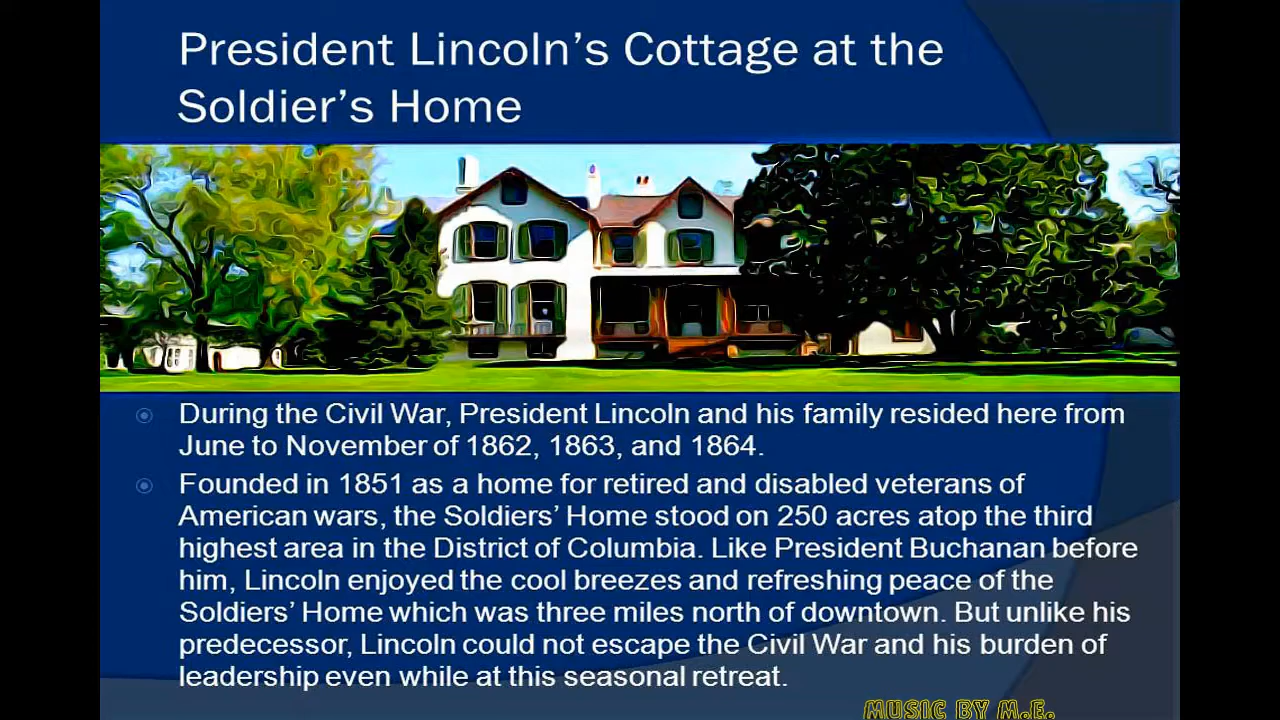 President Lincoln’s Cottage at the
Soldier’s Home
During the Civil War, President Lincoln and his family resided here from
June to November of 1862, 1863, and 1864.
Founded in 1851 as a home for retired and disabled veterans of
American wars, the Soldiers’ Home stood on 250 acres atop the third
highest area in the District of Columbia. Like President Buchanan before
him, Lincoln enjoyed the cool breezes and refreshing peace of the
Soldiers’ Home which was three miles north of downtown. But unlike his
predecessor, Lincoln could not escape the Civil War and his burden of
leadership even while at this seasonal retreat.
MUSIC BY M.E.